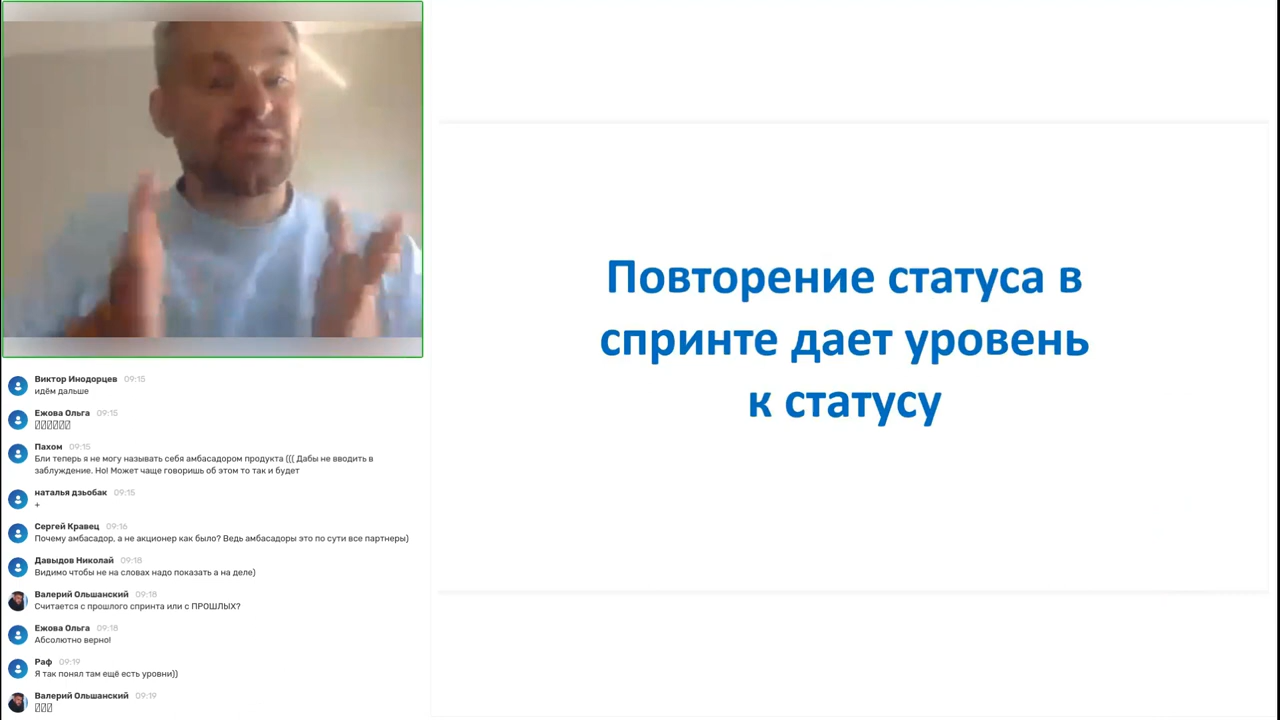 Повторение статуса в
спринте дает уровень
к статусу
Виктор Инодорцев 09:15
идём дальше
Ежова Ольга 09:15
Пахом 09:15
Бли теперь я не могу называть себя амбасадором продукта ((( Дабы не вводить в
заблуждение. Но! Может чаще говоришь об этом то так и будет
наталья дзьобак 09:15
+
Сергей Кравец 09:16
Почему амбасадор, а не акционер как было? Ведь амбасадоры это по сути все партнеры)
Давыдов Николай 09:18
Видимо чтобы не на словах надо показать а на деле)
Валерий Ольшанский 09:18
Считается с прошлого спринта или с ПРОШЛЫХ?
Ежова Ольга 09:18
Абсолютно верно!
Раф 09:19
Я так понял там ещё есть уровни))
Валерий Ольшанский 09:19